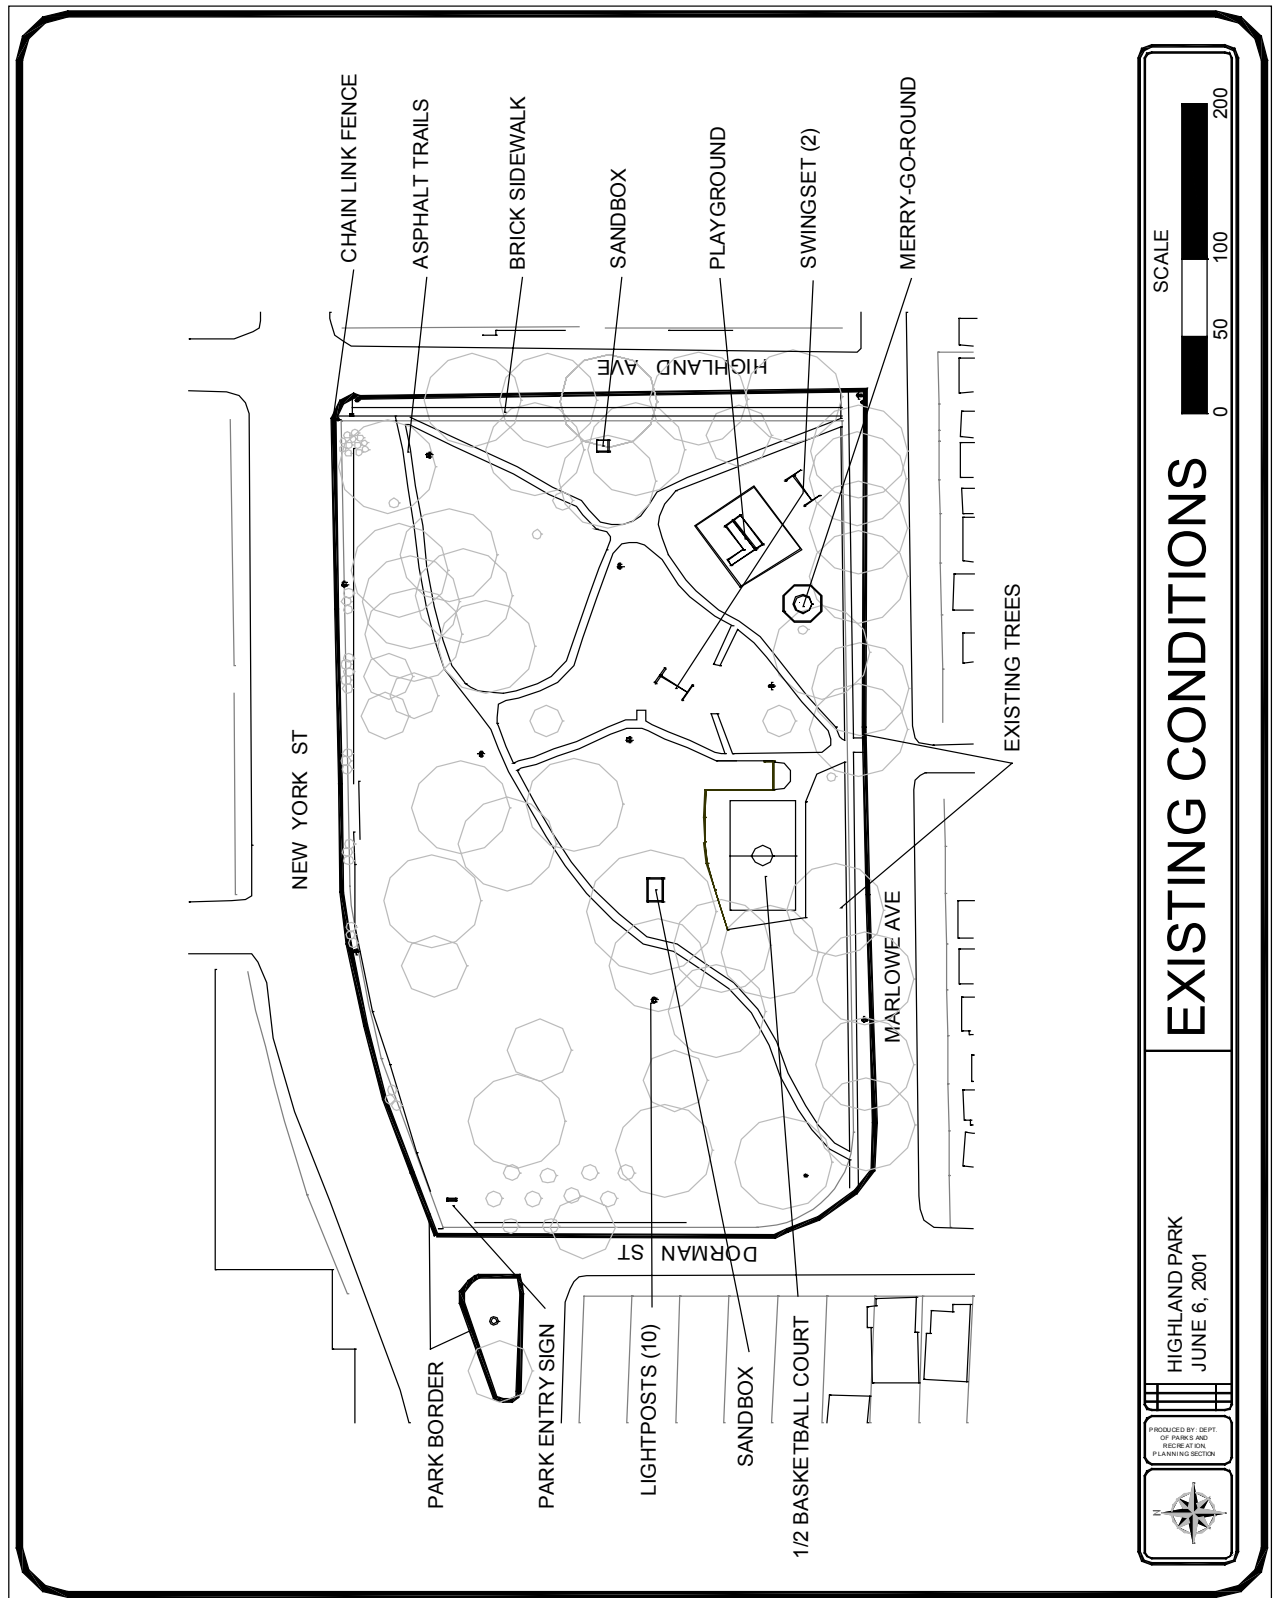 CHAIN LINK FENCE
ASPHALT TRAILS
BRICK SIDEWALK
SANDBOX
PLAYGROUND
SWINGSET (2)
MERRY-GO-ROUND
HIGHLAND AVE
NEW YORK ST
EXISTING TREES
MARLOWE AVE
DORMAN ST
PARK BORDER
PARK ENTRY SIGN
LIGHTPOSTS (10)
SANDBOX
1/2 BASKETBALL COURT
N
PRODUCED BY: DEPT.
OF PARKS AND
RECREATION,
PLANNING SECTION
HIGHLAND PARK
JUNE 6, 2001
EXISTING CONDITIONS
SCALE
0 50 100 200